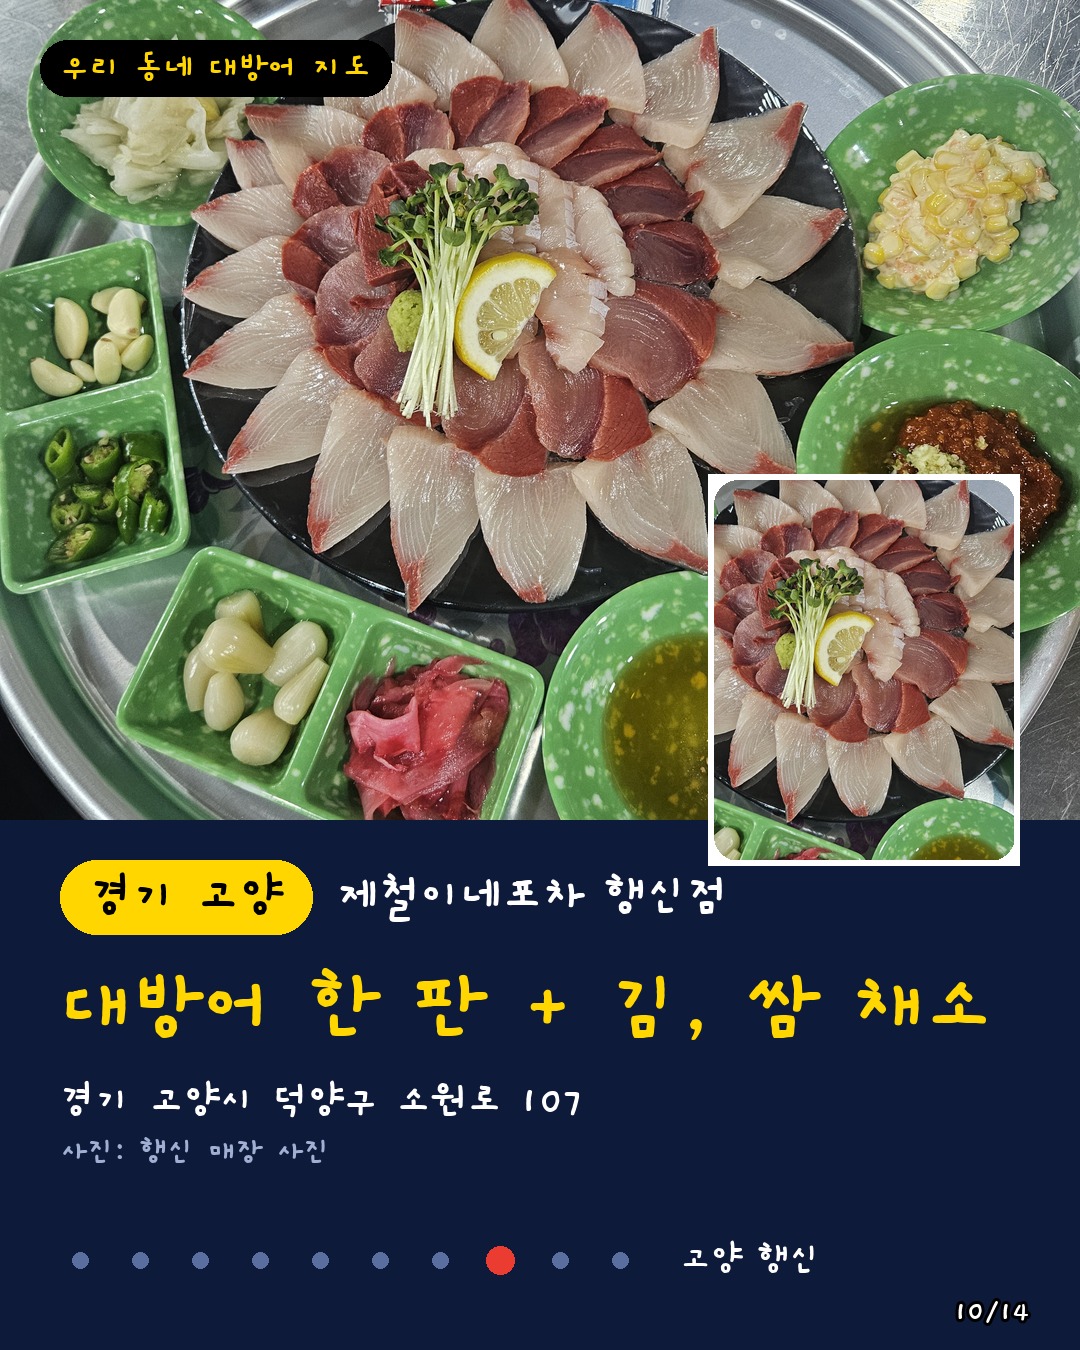 우리 동네 대방어 지도
경기 고양
제철이네포차 행신점
대방어 한 판 + 김, 쌈 채소
경기 고양시 덕양구 소원로 107
사진: 행신 매장 사진
고양 행신
10/14